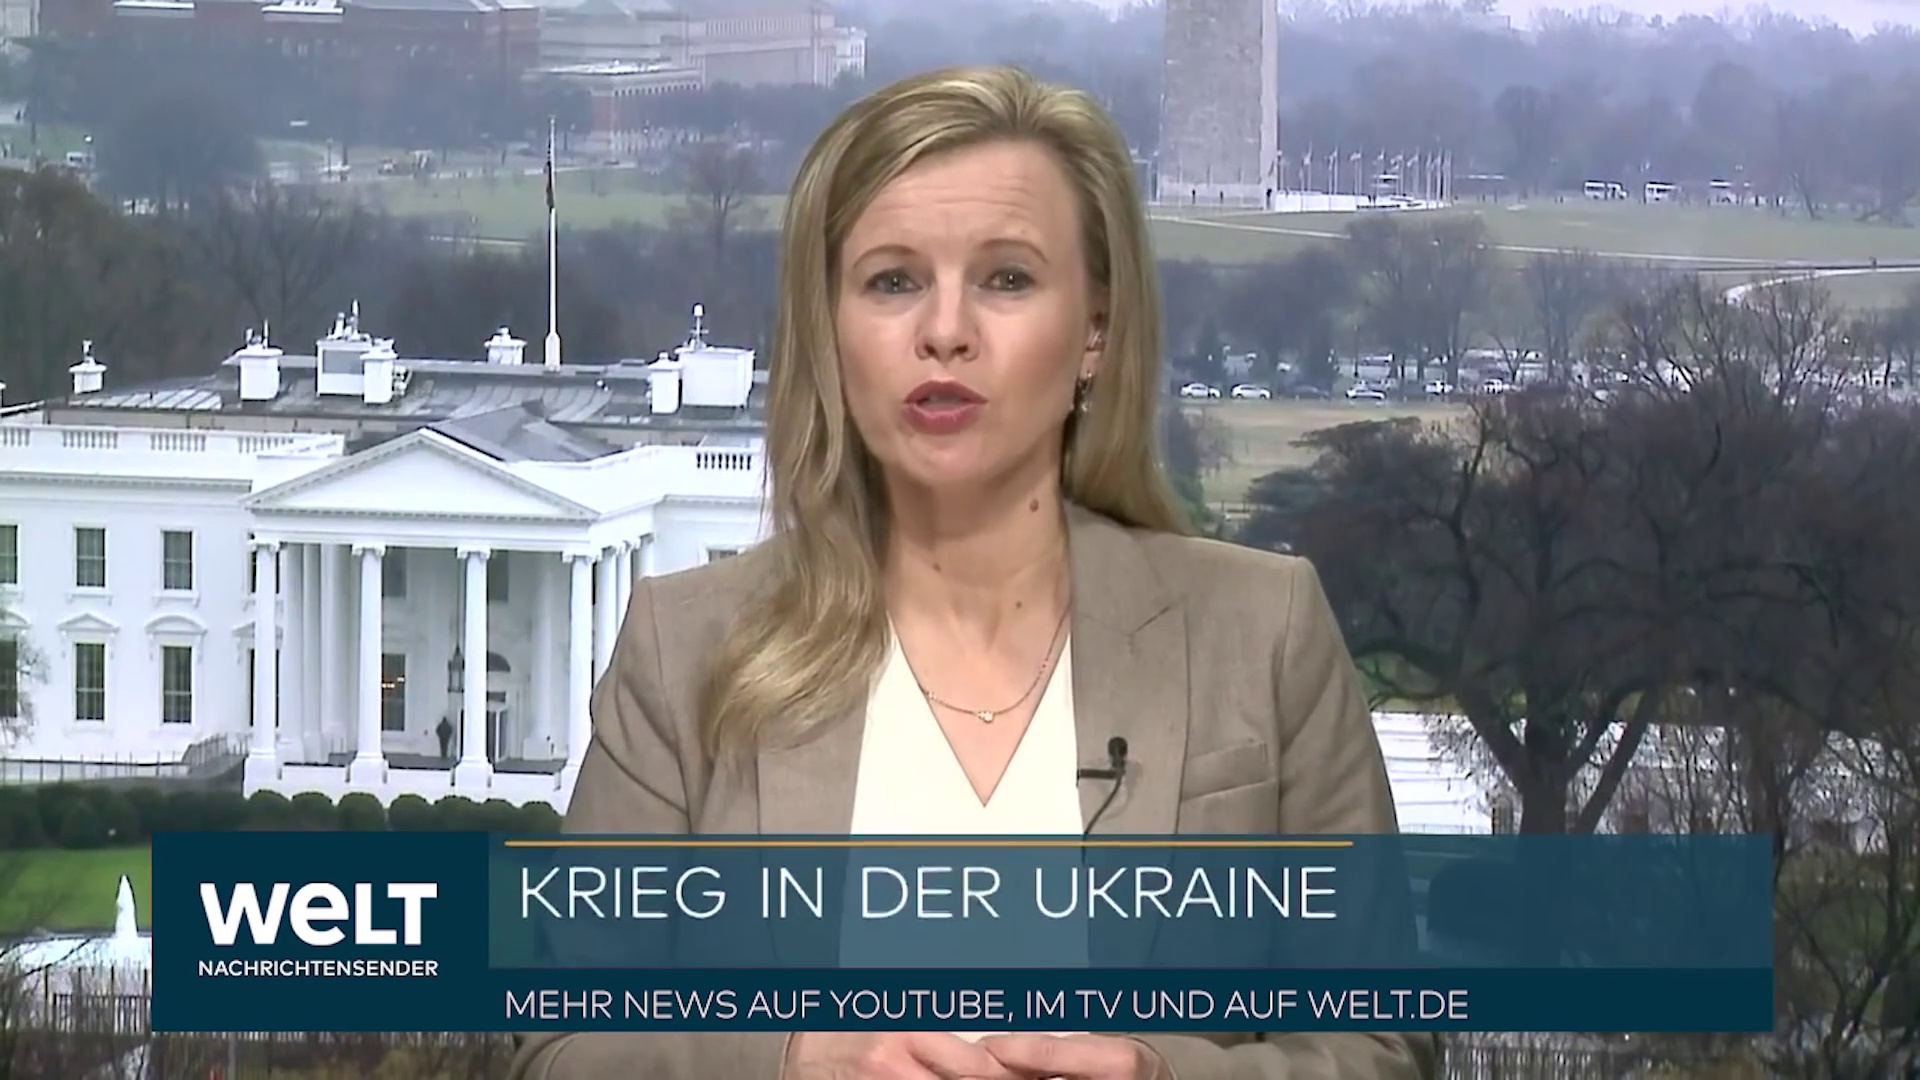 KRIEG IN DER UKRAINE
welt
NACHRICHTENSENDER
MEHR NEWS AUF YOUTUBE, IM TV UND AUF WELT.DE